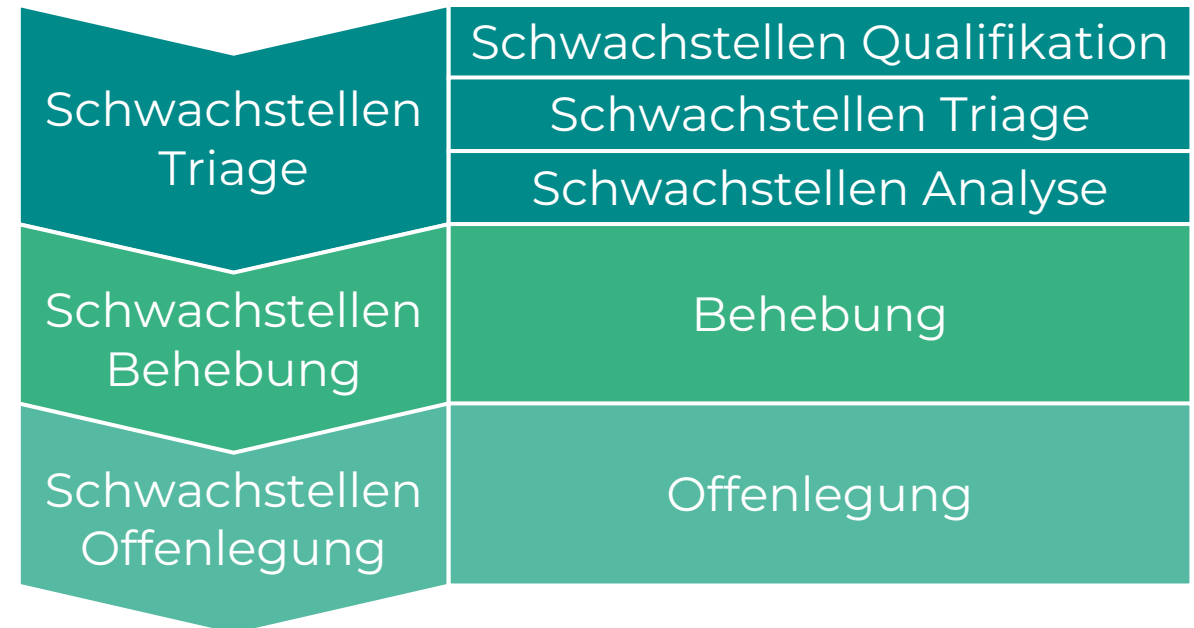 Schwachstellen
Triage
Schwachstellen Qualifikation
Schwachstellen Triage
Schwachstellen Analyse
Schwachstellen
Behebung
Behebung
Schwachstellen
Offenlegung
Offenlegung